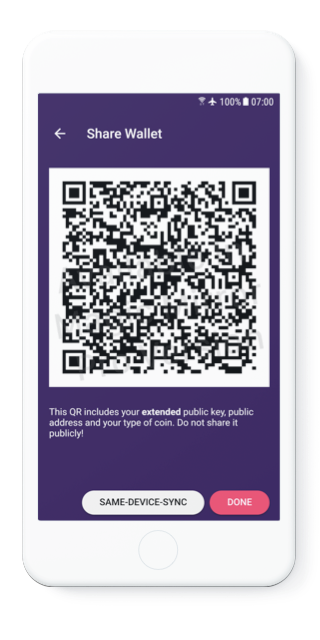 100% 07:00
Share Wallet
This QR includes your extended public key, public
address and your type of coin. Do not share it
publicly!
SAME-DEVICE-SYNC DONE